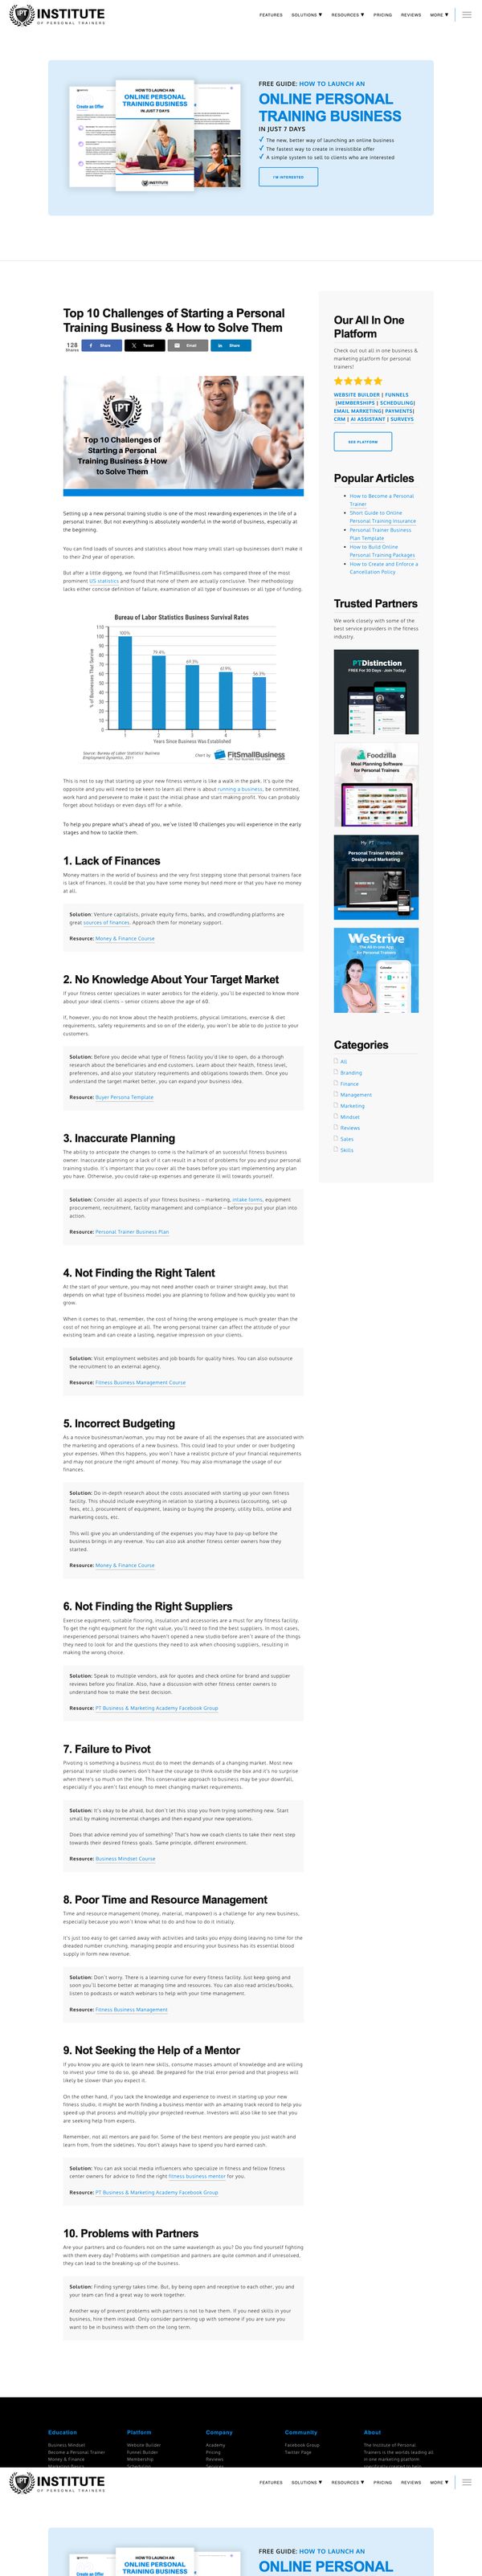 INSTITUTE
OF PERSONAL TRAINERS
FEATURES SOLUTIONS ▼ RESOURCES ▼ PRICING REVIEWS MORE ▼
Create an Offer
HOW TO LAUNCH AN
ONLINE PERSONAL
TRAINING BUSINESS
IN JUST 7 DAYS
INSTITUTE
FREE GUIDE: HOW TO LAUNCH AN
ONLINE PERSONAL
TRAINING BUSINESS
IN JUST 7 DAYS
✓ The new, better way of launching an online business
✓ The fastest way to create in irresistible offer
✓ A simple system to sell to clients who are interested
I'M INTERESTED
Top 10 Challenges of Starting a Personal
Training Business & How to Solve Them
128
Shares
Share
Tweet
Email
Share
IPT
Top 10 Challenges of
Starting a Personal
Training Business & How
to Solve Them
Setting up a new personal training studio is one of the most rewarding experiences in the life of a
personal trainer. But not everything is absolutely wonderful in the world of business, especially at
the beginning.
You can find loads of sources and statistics about how many small start-up businesses don't make it
to their 2nd year of operation.
But after a little digging, we found that FitSmallBusiness.com has compared three of the most
prominent US statistics and found that none of them are actually conclusive. Their methodology
lacks either concise definition of failure, examination of all type of businesses or all type of funding.
Bureau of Labor Statistic Business Survival Rates
% of Businesses That Survive
110
100
90
80
70
60
50
40
30
20
10
0
100%
79.6%
69.2%
61.9%
56.3%
1 2 3 4 5
Years Since Business Was Established
Source: Bureau of Labor Statistic/ Business
Employment Dynamics, 2017
Chart by FitSmallBusiness
This is not to say that starting up your new fitness venture is like a walk in the park. It's quite the
opposite and you will need to be keen to learn all there is about running a business, be committed,
work hard and persevere to make it past the initial phase and start making profit. You can probably
forget about holidays or even days off for a while.
To help you prepare what's ahead of you, we've listed 10 challenges you will experience in the early
stages and how to tackle them.
1. Lack of Finances
Money matters in the world of business and the very first stepping stone that personal trainers face
is lack of finances. It could be that you have some money but need more or that you have no money
at all.
Solution: Venture capitalists, private equity firms, banks, and crowdfunding platforms are
great sources of finances. Approach them for monetary support.
Resource: Money & Finance Course
2. No Knowledge About Your Target Market
If your fitness center specializes in water aerobics for the elderly, you'll be expected to know more
about your ideal clients – senior citizens above the age of 60.
If, however, you do not know about the health problems, physical limitations, exercise & diet
requirements, safety requirements and so on of the elderly, you won't be able to do justice to your
customers.
Solution: Before you decide what type of fitness facility you'd like to open, do a thorough
research about the beneficiaries and end customers. Learn about their health, fitness level,
preferences, and also your statutory requirements and obligations towards them. Once you
understand the target market better, you can expand your business idea.
Resource: Buyer Persona Template
3. Inaccurate Planning
The ability to anticipate the changes to come is the hallmark of an successful fitness business
owner. Inaccurate planning or a lack of it can result in a host of problems for you and your personal
training studio. It's important that you cover all the bases before you start implementing any plan
you have. Otherwise, you could rake-up expenses and generate ill will towards yourself.
Solution: Consider all aspects of your fitness business – marketing, intake forms, equipment
procurement, recruitment, facility management and compliance – before you put your plan into
action.
Resource: Personal Trainer Business Plan
4. Not Finding the Right Talent
At the start of your venture, you may not need another coach or trainer straight away, but that
depends on what type of business model you are planning to follow and how quickly you want to
grow.
When it comes to that, remember, the cost of hiring the wrong employee is much greater than the
cost of not hiring an employee at all. The wrong personal trainer can affect the attitude of your
existing team and can create a lasting, negative impression on your clients.
Solution: Visit employment websites and job boards for quality hires. You can also outsource
the recruitment to an external agency.
Resource: Fitness Business Management Course
5. Incorrect Budgeting
As a novice businessman/woman, you may not be aware of all the expenses that are associated with
the marketing and operations of a new business. This could lead to your under or over budgeting
your expenses. When this happens, you won't have a realistic picture of your financial requirements
and may not procure the right amount of money. You may also mismanage the usage of our
finances.
Solution: Do in-depth research about the costs associated with starting up your own fitness
facility. This should include everything in relation to starting a business (accounting, set-up
fees, etc.), procurement of equipment, leasing or buying the property, utility bills, online and
marketing costs, etc.
This will give you an understanding of the expenses you may have to pay-up before the
business brings in any revenue. You can also ask another fitness center owners how they
started.
Resource: Money & Finance Course
6. Not Finding the Right Suppliers
Exercise equipment, suitable flooring, insulation and accessories are a must for any fitness facility.
To get the right equipment for the right value, you'll need to find the best suppliers. In most cases,
inexperienced personal trainers who haven't opened a new studio before aren't aware of the things
they need to look for and the questions they need to ask when choosing suppliers, resulting in
making the wrong choice.
Solution: Speak to multiple vendors, ask for quotes and check online for brand and supplier
reviews before you finalize. Also, have a discussion with other fitness center owners to
understand how to make the best decision.
Resource: PT Business & Marketing Academy Facebook Group
7. Failure to Pivot
Pivoting is something a business must do to meet the demands of a changing market. Most new
personal trainer studio owners don't have the courage to think outside the box and it's no surprise
when there's so much on the line. This conservative approach to business may be your downfall,
especially if you aren't fast enough to meet changing market requirements.
Solution: It's okay to be afraid, but don't let this stop you from trying something new. Start
small by making incremental changes and then expand your new operations.
Does that advice remind you of something? That's how we coach clients to take their next step
towards their desired fitness goals. Same principle, different environment.
Resource: Business Mindset Course
8. Poor Time and Resource Management
Time and resource management (money, material, manpower) is a challenge for any new business,
especially because you don't know what to do and how to do it initially.
It's just too easy to get carried away with activities and tasks you enjoy doing leaving no time for the
dreaded number crunching, managing people and ensuring your business has its essential blood
supply in form new revenue.
Solution: Don't worry. There is a learning curve for every fitness facility. Just keep going and
soon you'll become better at managing time and resources. You can also read articles/books,
listen to podcasts or watch webinars to help with your time management.
Resource: Fitness Business Management
9. Not Seeking the Help of a Mentor
If you know you are quick to learn new skills, consume masses amount of knowledge and are willing
to invest your time to do so, go ahead. Be prepared for the trial error period and that progress will
likely be slower than you expect it.
On the other hand, if you lack the knowledge and experience to invest in starting up your new
fitness studio, it might be worth finding a business mentor with an amazing track record to help you
speed up that process and multiply your projected revenue. Investors will also like to see that you
are seeking help from experts.
Remember, not all mentors are paid for. Some of the best mentors are people you just watch and
learn from, from the sidelines. You don't always have to spend you hard earned cash.
Solution: You can ask social media influencers who specialize in fitness and fellow fitness
center owners for advice to find the right fitness business mentor for you.
Resource: PT Business & Marketing Academy Facebook Group
10. Problems with Partners
Are your partners and co-founders not on the same wavelength as you? Do you find yourself fighting
with them every day? Problems with competition and partners are quite common and if unresolved,
they can lead to the breaking-up of the business.
Solution: Finding synergy takes time. But, by being open and receptive to each other, you and
your team can find a great way to work together.
Another way of prevent problems with partners is not to have them. If you need skills in your
business, hire them instead. Only consider partnering up with someone if you are sure you
want to be in business with them on the long term.
Our All In One
Platform
Check out out all in one business &
marketing platform for personal
trainers!
WEBSITE BUILDER | FUNNELS
|MEMBERSHIPS | SCHEDULING|
EMAIL MARKETING| PAYMENTS|
CRM | AI ASSISTANT | SURVEYS
SEE PLATFORM
Popular Articles
How to Become a Personal
Trainer
Short Guide to Online
Personal Training Insurance
Personal Trainer Business
Plan Template
How to Build Online
Personal Training Packages
How to Create and Enforce a
Cancellation Policy
Trusted Partners
We work closely with some of the
best service providers in the fitness
industry.
PTDistinction
FREE For 30 Days - Join Today!
Foodzilla
Meal Planning Software
for Personal Trainers
My PT
Personal Trainer Website
Design and Marketing
WeStrive
The All in One app
for Personal Trainers
Categories
All
Branding
Finance
Management
Marketing
Mindset
Reviews
Sales
Skills
Education
Business Mindset
Become a Personal Trainer
Money & Finance
Platform
Website Builder
Funnel Builder
Membership
Company
Academy
Pricing
Reviews
Community
Facebook Group
Twitter Page
About
The Institute of Personal
Trainers is the worlds leading all
in one marketing platform
INSTITUTE
OF PERSONAL TRAINERS
FEATURES SOLUTIONS ▼ RESOURCES ▼ PRICING REVIEWS MORE ▼
Create an Offer
HOW TO LAUNCH AN
ONLINE PERSONAL
TRAINING BUSINESS
FREE GUIDE: HOW TO LAUNCH AN
ONLINE PERSONAL